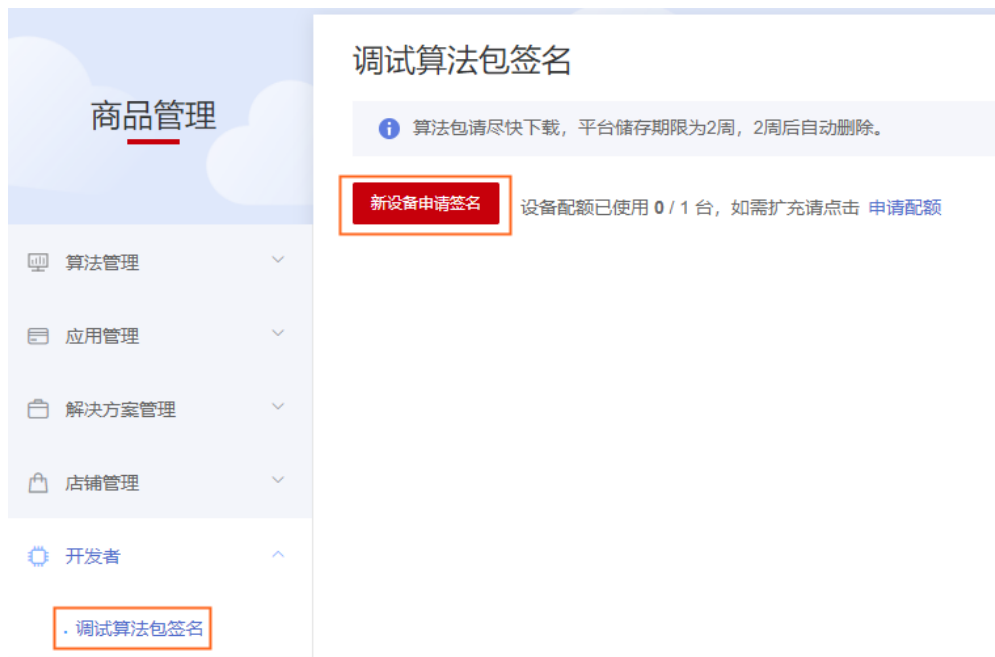 商品管理
算法管理
应用管理
解决方案管理
店铺管理
开发者
· 调试算法包签名
调试算法包签名
算法包请尽快下载，平台储存期限为2周，2周后自动删除。
新设备申请签名 设备配额已使用 0 / 1 台，如需扩充请点击 申请配额